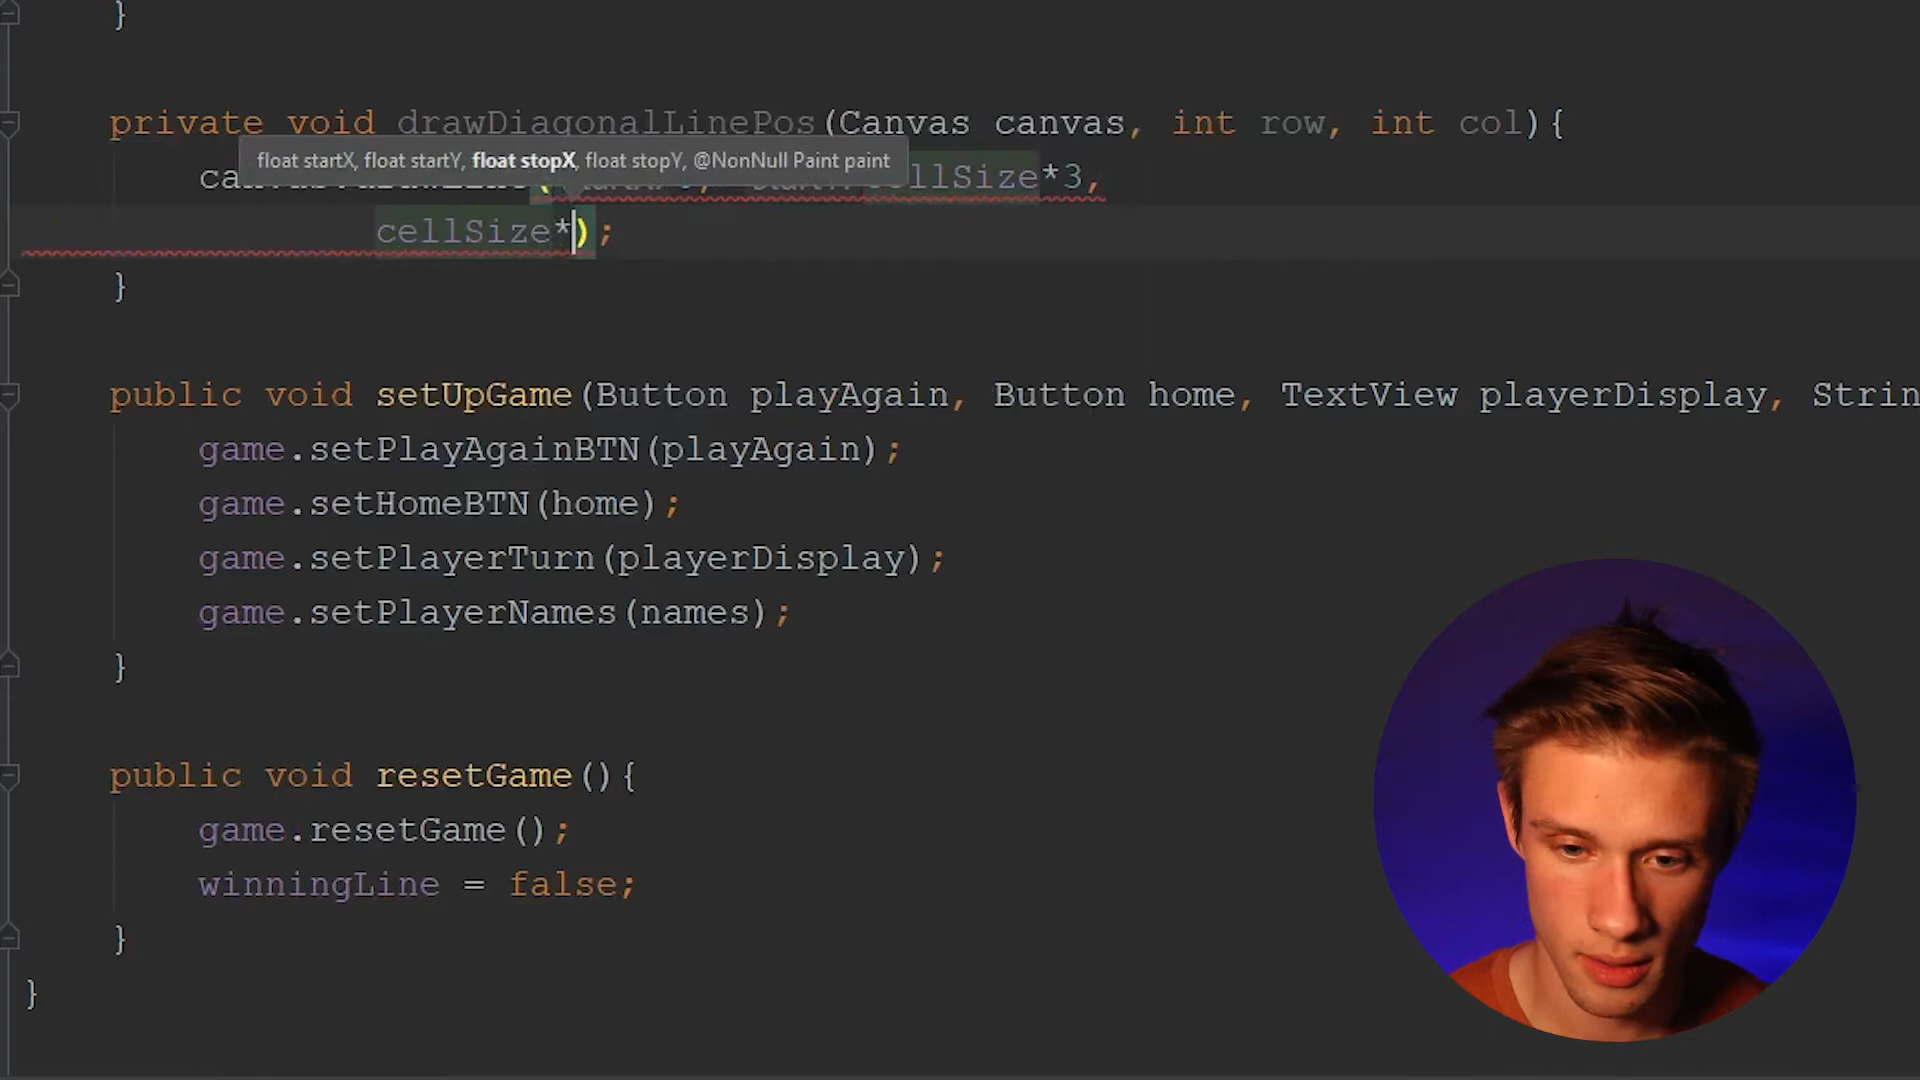 }
private void drawDiagonalLinePos(Canvas canvas, int row, int col){
float startX, float startY, float stopX, float stopY, @NonNull Paint paint
cellSize*3,
cellSize*);
}
public void setUpGame(Button playAgain, Button home, TextView playerDisplay, Strin
game.setPlayAgainBTN(playAgain);
game.setHomeBTN(home);
game.setPlayerTurn(playerDisplay);
game.setPlayerNames(names);
}
public void resetGame(){
game.resetGame();
winningLine = false;
}
}